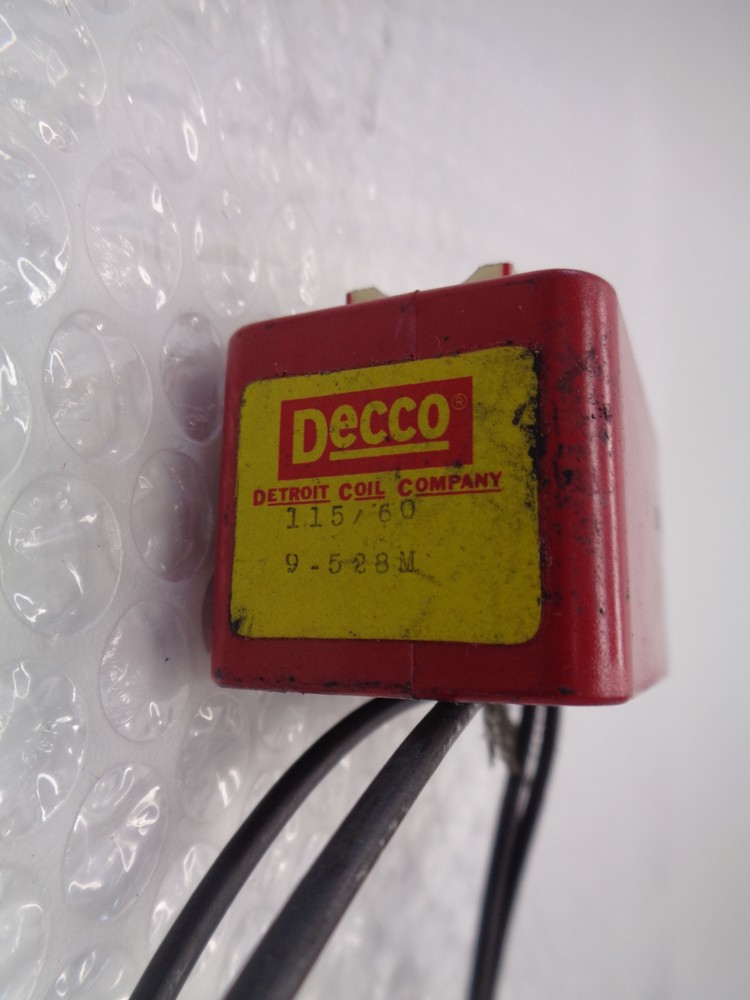 Decco®
DETROIT COIL COMPANY
115/60
9-528M